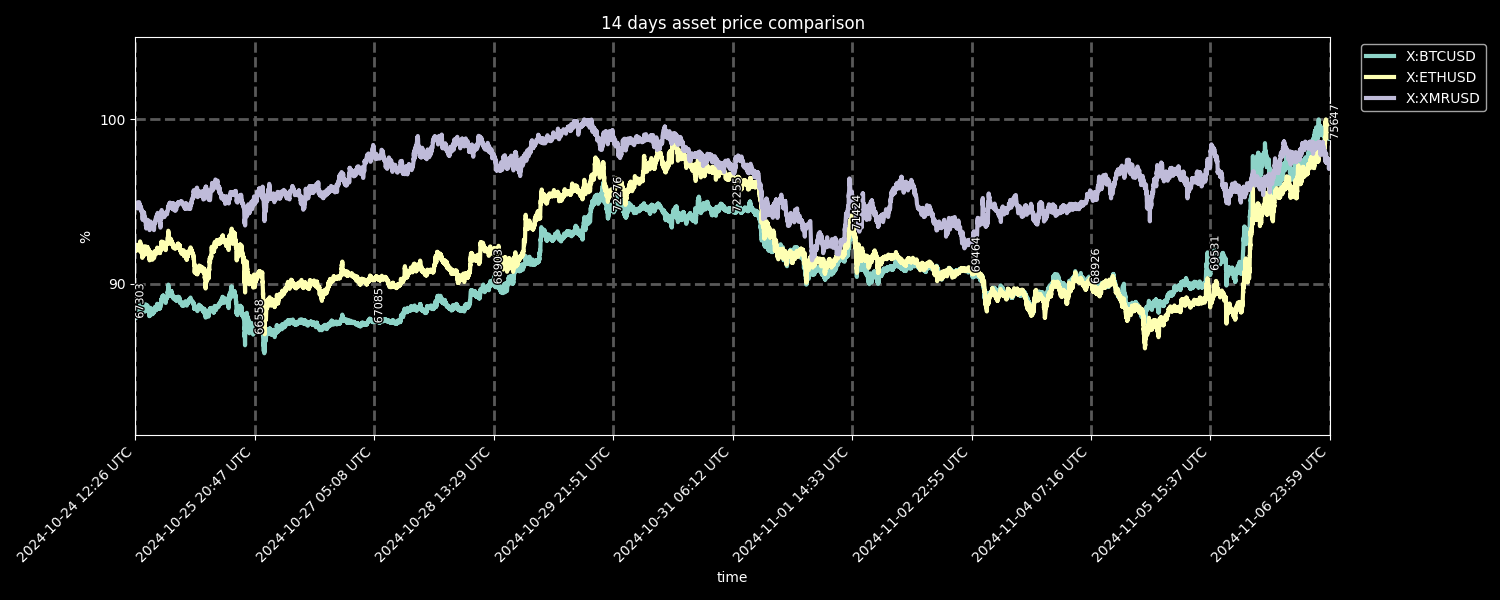 14 days asset price comparison
X:BTCUSD
X:ETHUSD
X:XMRUSD
100
90
%
67303
66558
67085
68903
72276
72255
71424
69464
68926
69531
75647
2024-10-24 12:26 UTC
2024-10-25 20:47 UTC
2024-10-27 05:08 UTC
2024-10-28 13:29 UTC
2024-10-29 21:51 UTC
2024-10-31 06:12 UTC
2024-11-01 14:33 UTC
2024-11-02 22:55 UTC
2024-11-04 07:16 UTC
2024-11-05 15:37 UTC
2024-11-06 23:59 UTC
time